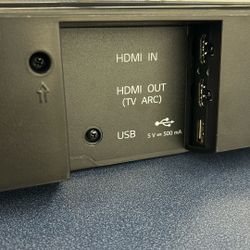 HDMI IN
HDMI OUT
(TV ARC)
USB
5 V⎓500 mA